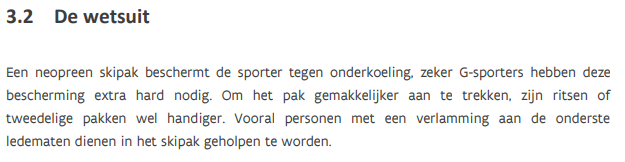 3.2 De wetsuit
Een neopreen skipak beschermt de sporter tegen onderkoeling, zeker G-sporters hebben deze
bescherming extra hard nodig. Om het pak gemakkelijker aan te trekken, zijn ritsen of
tweedelige pakken wel handiger. Vooral personen met een verlamming aan de onderste
ledematen dienen in het skipak geholpen te worden.